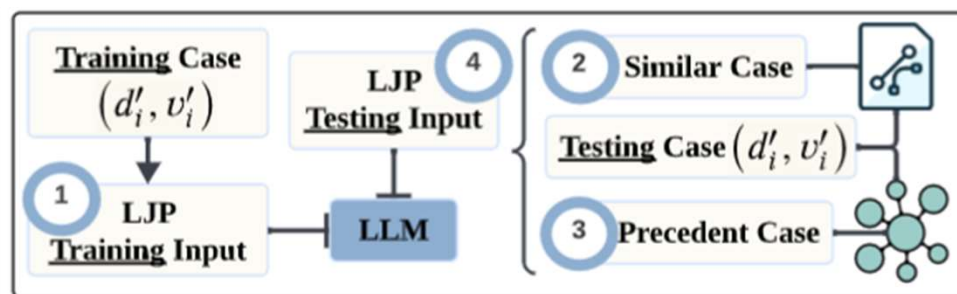 Training Case
(d′ᵢ, υ′ᵢ)
1
LJP
Training Input
4
LJP
Testing Input
LLM
2
Similar Case
Testing Case (d′ᵢ, υ′ᵢ)
3
Precedent Case